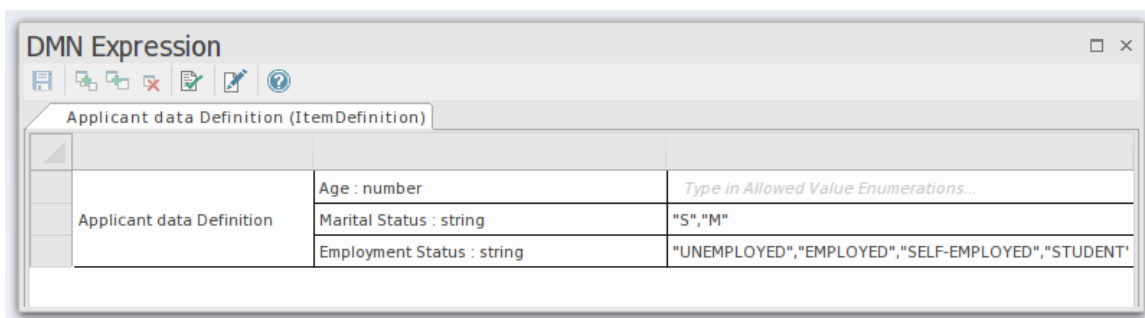 DMN Expression
Applicant data Definition (ItemDefinition)
Age : number
Type in Allowed Value Enumerations...
Applicant data Definition
Marital Status : string
"S","M"
Employment Status : string
"UNEMPLOYED","EMPLOYED","SELF-EMPLOYED","STUDENT'